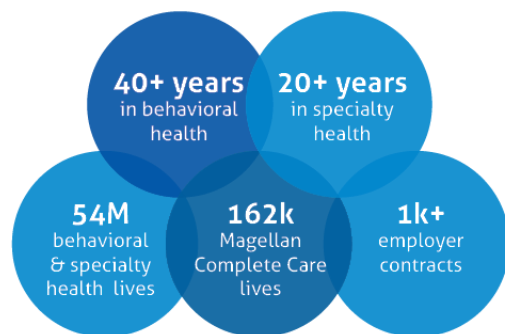 40+ years
in behavioral
health
20+ years
in specialty
health
54M
behavioral
& specialty
health lives
162k
Magellan
Complete Care
lives
1k+
employer
contracts